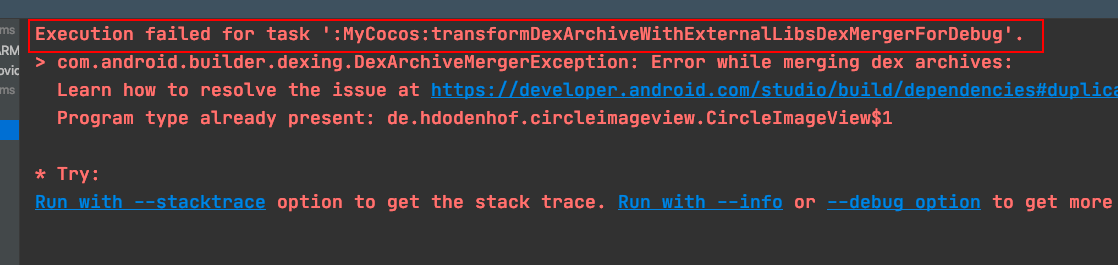 ms
Execution failed for task ':MyCocos:transformDexArchiveWithExternalLibsDexMergerForDebug'.
ARM
> com.android.builder.dexing.DexArchiveMergerException: Error while merging dex archives:
ovic
Learn how to resolve the issue at https://developer.android.com/studio/build/dependencies#duplica
ms
Program type already present: de.hdodenhof.circleimageview.CircleImageView$1
* Try:
Run with --stacktrace option to get the stack trace. Run with --info or --debug option to get more